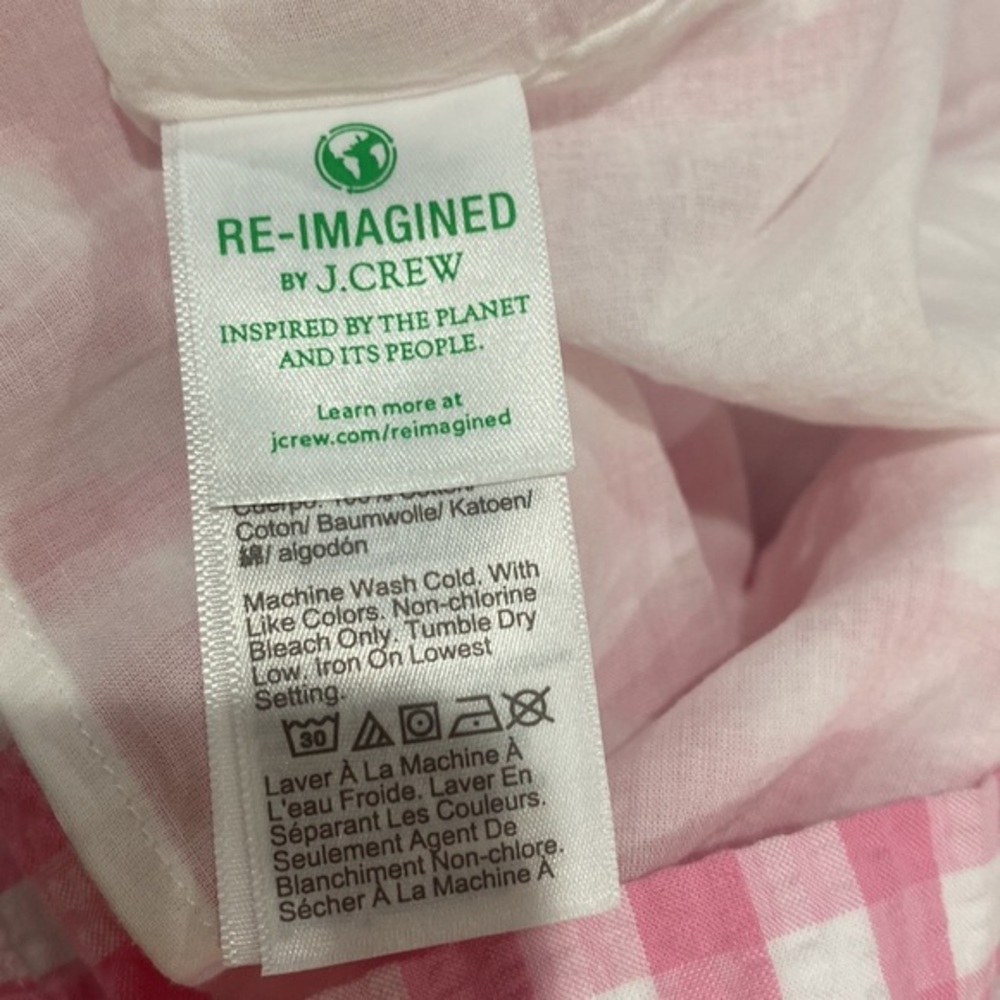 RE-IMAGINED
BY J.CREW
INSPIRED BY THE PLANET
AND ITS PEOPLE.
Learn more at
jcrew.com/reimagined
Cuerpo: 100% Cotton/
Coton/ Baumwolle/ Katoen/
綿/ algodón
Machine Wash Cold. With
Like Colors. Non-chlorine
Bleach Only. Tumble Dry
Low. Iron On Lowest
Setting.
30
Laver À La Machine À
L'eau Froide. Laver En
Séparant Les Couleurs.
Seulement Agent De
Blanchiment Non-chlore.
Sécher À La Machine À